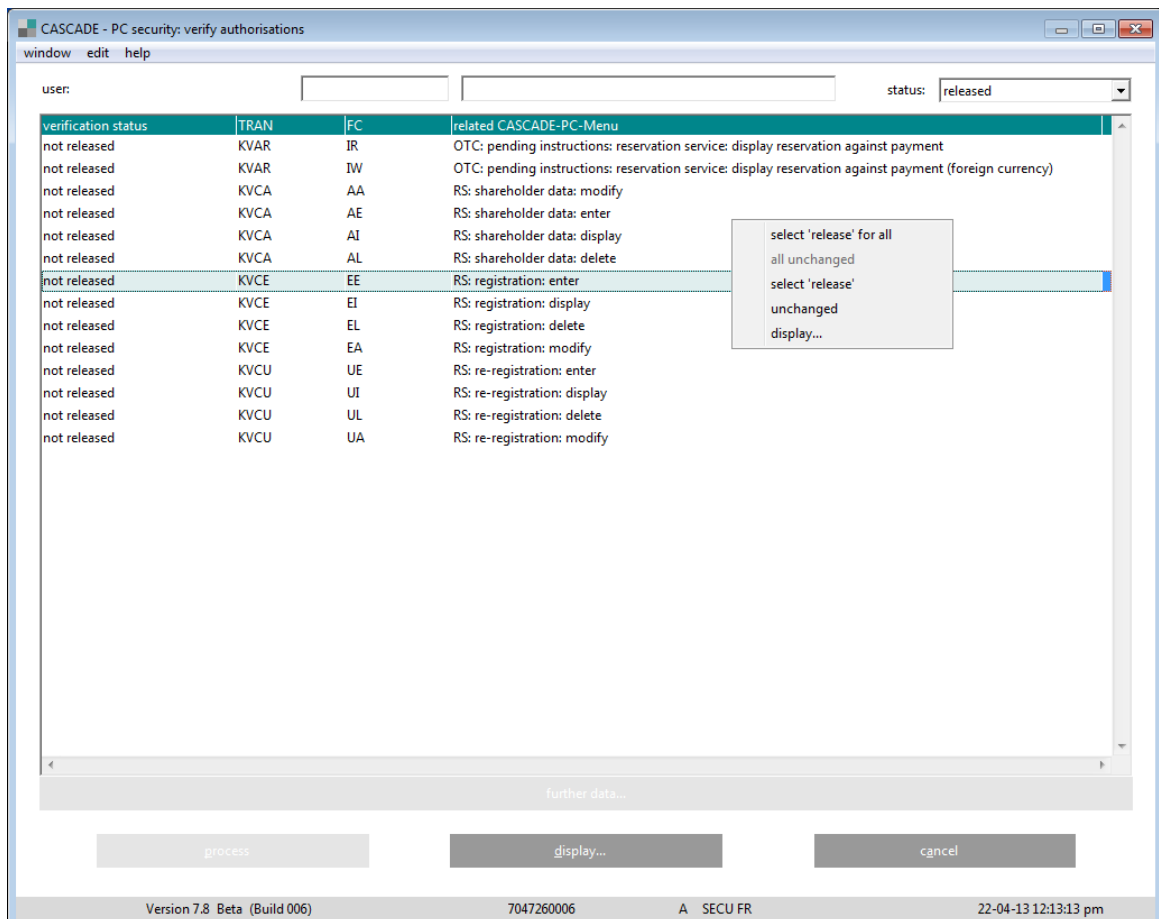 CASCADE - PC security: verify authorisations
window edit help
user: status: released
verification status TRAN FC related CASCADE-PC-Menu
not released KVAR IR OTC: pending instructions: reservation service: display reservation against payment
not released KVAR IW OTC: pending instructions: reservation service: display reservation against payment (foreign currency)
not released KVCA AA RS: shareholder data: modify
not released KVCA AE RS: shareholder data: enter
not released KVCA AI RS: shareholder data: display
not released KVCA AL RS: shareholder data: delete
not released KVCE EE RS: registration: enter
not released KVCE EI RS: registration: display
not released KVCE EL RS: registration: delete
not released KVCE EA RS: registration: modify
not released KVCU UE RS: re-registration: enter
not released KVCU UI RS: re-registration: display
not released KVCU UL RS: re-registration: delete
not released KVCU UA RS: re-registration: modify
select 'release' for all
all unchanged
select 'release'
unchanged
display...
further data...
process display... cancel
Version 7.8 Beta (Build 006) 7047260006 A SECU FR 22-04-13 12:13:13 pm